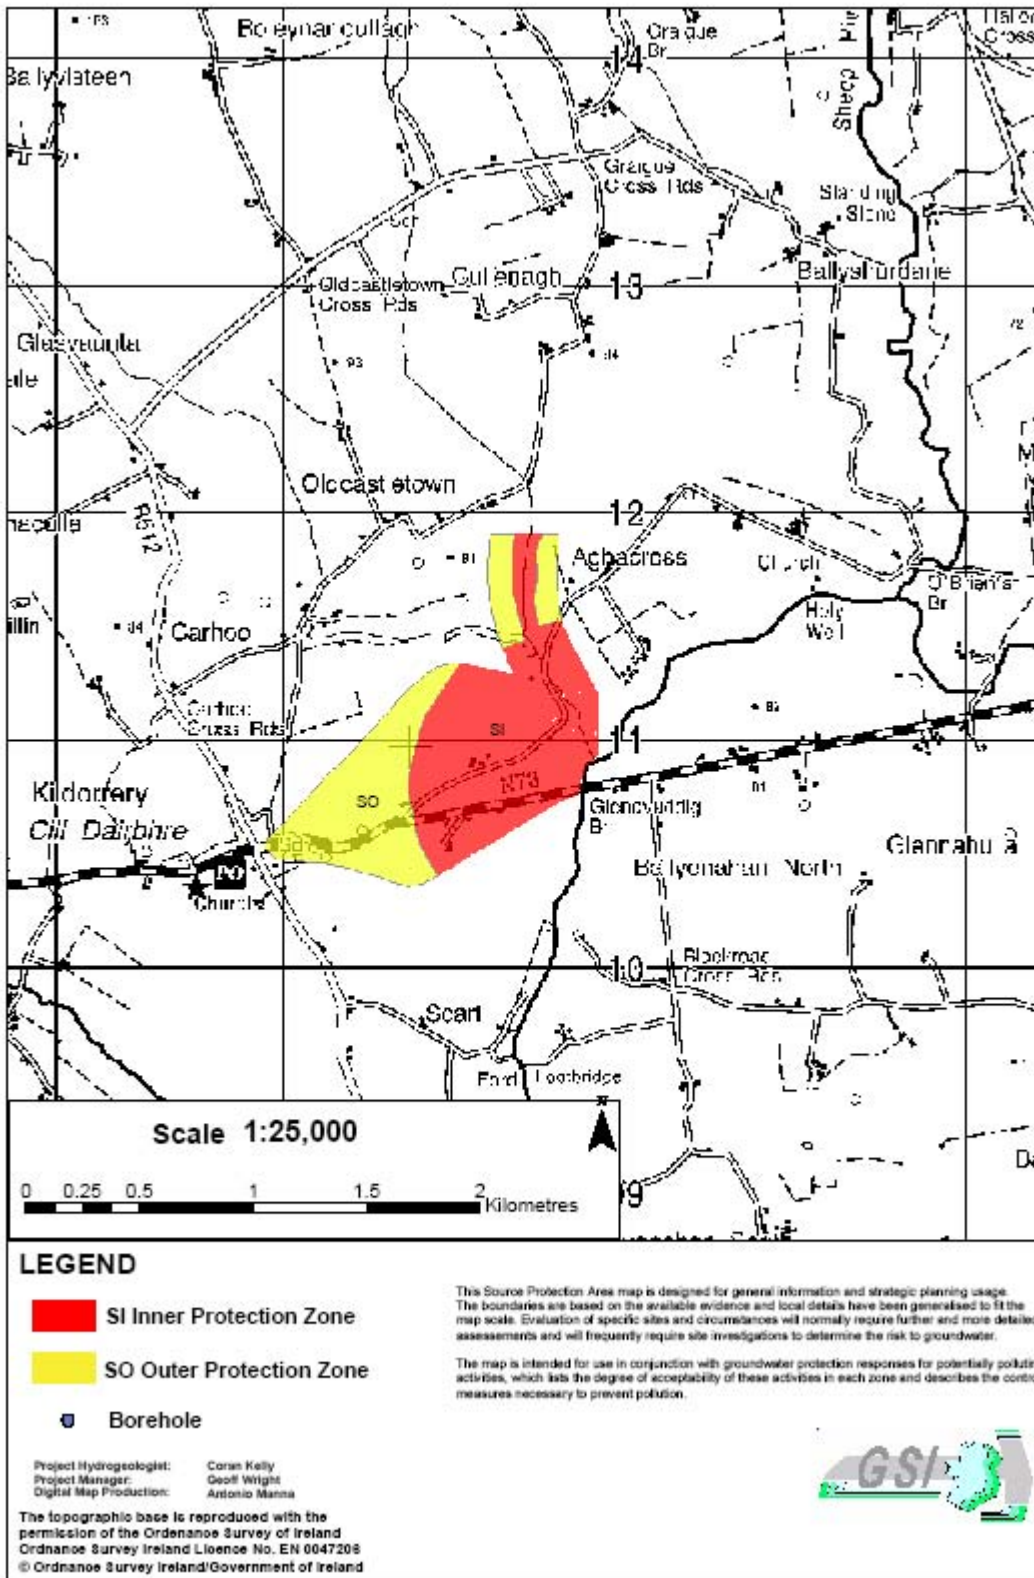 Craigue
Br
14
Sheep
Graigue
Cross Rds
Standing
Stone
Oldcastletown
Cross Rds
Cullenagh
13
93
Oldcastletown
R512
12
81
Aghacross
Church
O'Brien's
Br
Holy
Well
Carhoo
Carhoo
Cross Rds
SI
11
N73
SO
Kildorrery
Cill Dairbhre
PO
Church
Br
Ballyenahan North
10
Cross Rds
Scart
Ford Footbridge
Scale 1:25,000
0 0.25 0.5 1 1.5 2
Kilometres
9
LEGEND
SI Inner Protection Zone
SO Outer Protection Zone
Borehole
Project Hydrogeologist: Coran Kelly
Project Manager: Geoff Wright
Digital Map Production: Antonio Manna
The topographic base is reproduced with the
permission of the Ordenance Survey of Ireland
Ordnance Survey Ireland Licence No. EN 0047206
© Ordnance Survey Ireland/Government of Ireland
This Source Protection Area map is designed for general information and strategic planning usage.
The boundaries are based on the available evidence and local details have been generalised to fit the
map scale. Evaluation of specific sites and circumstances will normally require further and more detailed
assessements and will frequently require site investigations to determine the risk to groundwater.
The map is intended for use in conjunction with groundwater protection responses for potentially pollutin
activities, which lists the degree of acceptability of these activities in each zone and describes the contro
measures necessary to prevent pollution.
GSI